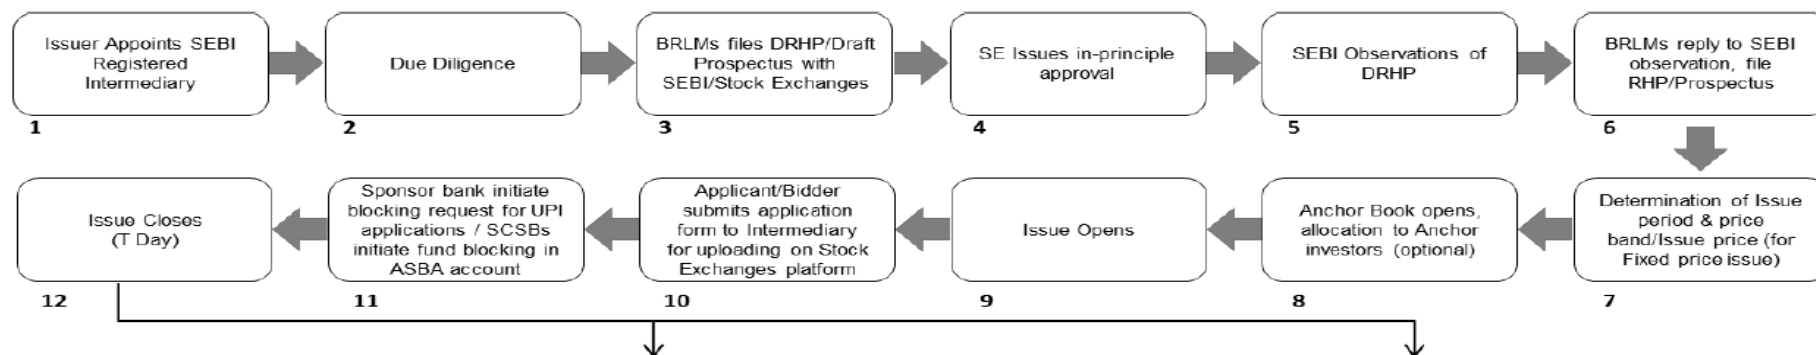 Issuer Appoints SEBI
Registered
Intermediary
1
Due Diligence
2
BRLMs files DRHP/Draft
Prospectus with
SEBI/Stock Exchanges
3
SE Issues in-principle
approval
4
SEBI Observations of
DRHP
5
BRLMs reply to SEBI
observation, file
RHP/Prospectus
6
Determination of Issue
period & price
band/Issue price (for
Fixed price issue)
7
Anchor Book opens,
allocation to Anchor
investors (optional)
8
Issue Opens
9
Applicant/Bidder
submits application
form to Intermediary
for uploading on Stock
Exchanges platform
10
Sponsor bank initiate
blocking request for UPI
applications / SCSBs
initiate fund blocking in
ASBA account
11
Issue Closes
(T Day)
12